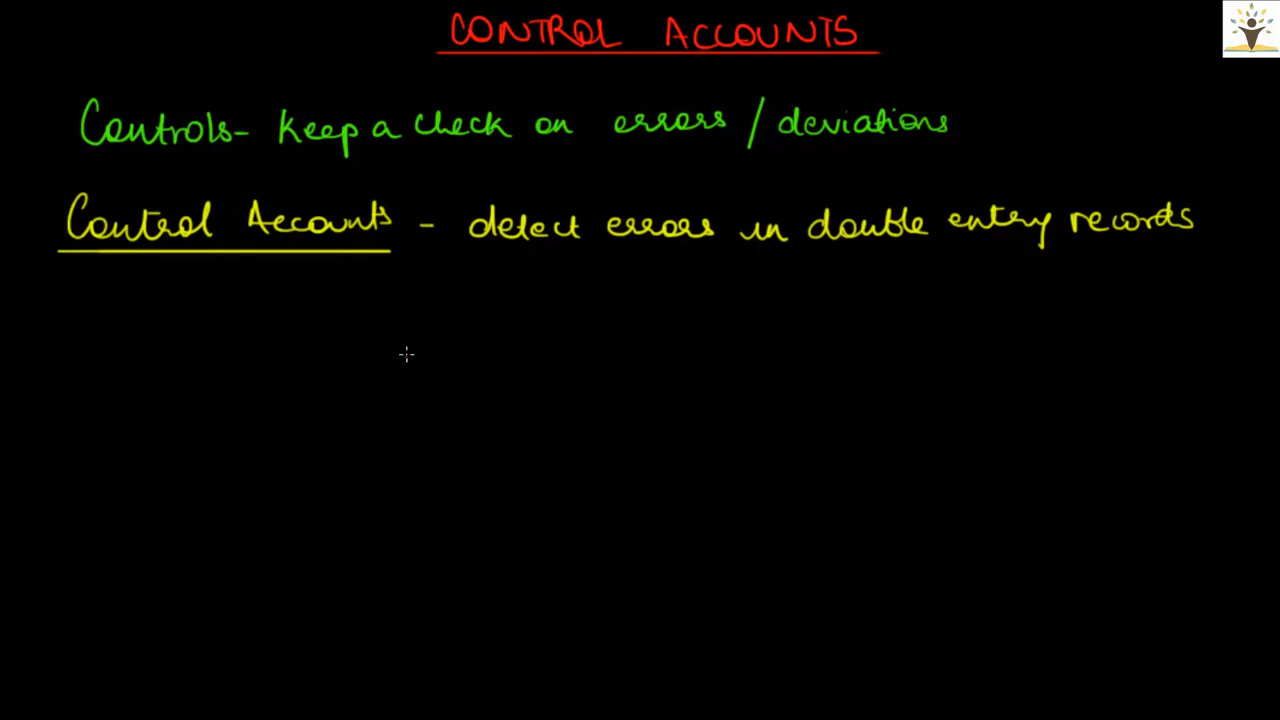 CONTROL ACCOUNTS
Controls- Keep a check on errors / deviations
Control Accounts - detect errors in double entry records